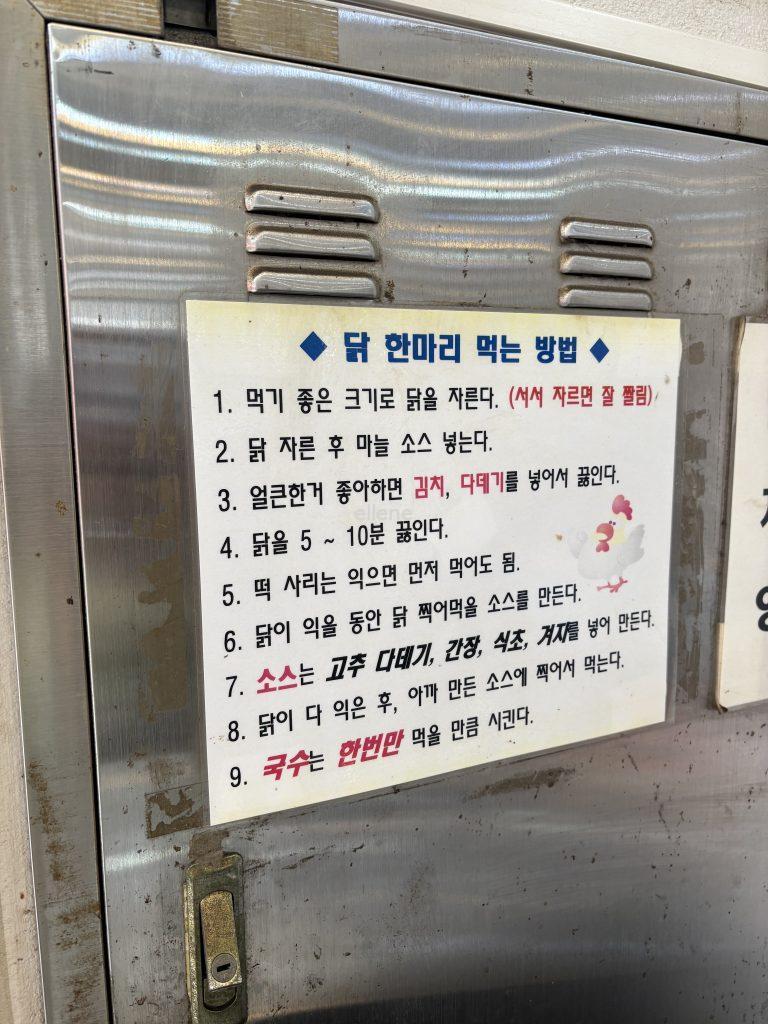 ◆ 닭 한마리 먹는 방법 ◆
1. 먹기 좋은 크기로 닭을 자른다. (서서 자르면 잘 짤림)
2. 닭 자른 후 마늘 소스 넣는다.
3. 얼큰한거 좋아하면 김치, 다데기를 넣어서 끓인다.
ellene
4. 닭을 5 ~ 10분 끓인다.
5. 떡 사리는 익으면 먼저 먹어도 됨.
6. 닭이 익을 동안 닭 찍어먹을 소스를 만든다.
7. 소스는 고추 다데기, 간장, 식초, 겨자를 넣어 만든다.
8. 닭이 다 익은 후, 아까 만든 소스에 찍어서 먹는다.
9. 국수는 한번만 먹을 만큼 시킨다.